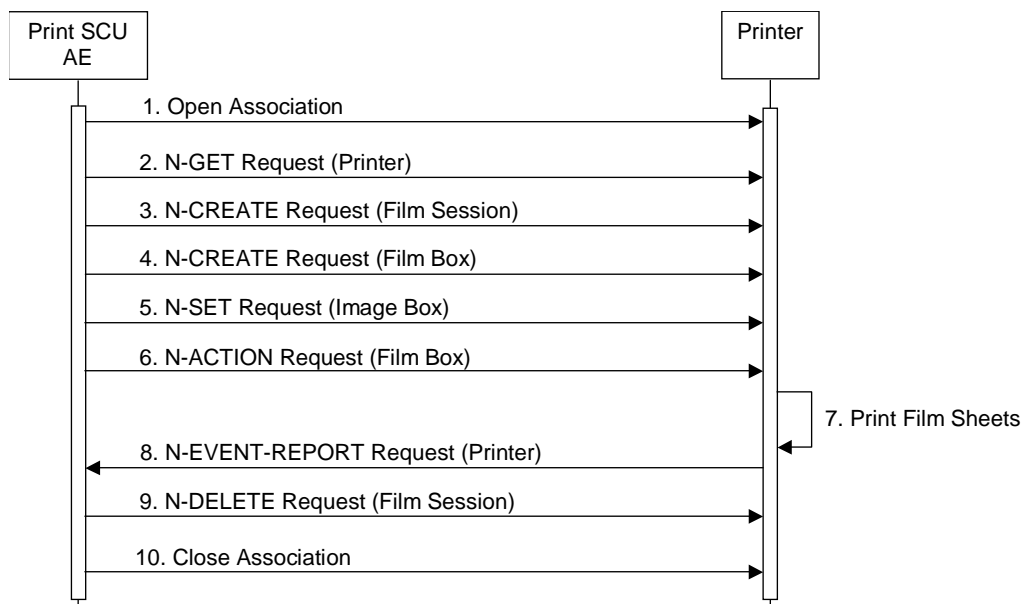 Print SCU
AE
Printer
1. Open Association
2. N-GET Request (Printer)
3. N-CREATE Request (Film Session)
4. N-CREATE Request (Film Box)
5. N-SET Request (Image Box)
6. N-ACTION Request (Film Box)
7. Print Film Sheets
8. N-EVENT-REPORT Request (Printer)
9. N-DELETE Request (Film Session)
10. Close Association